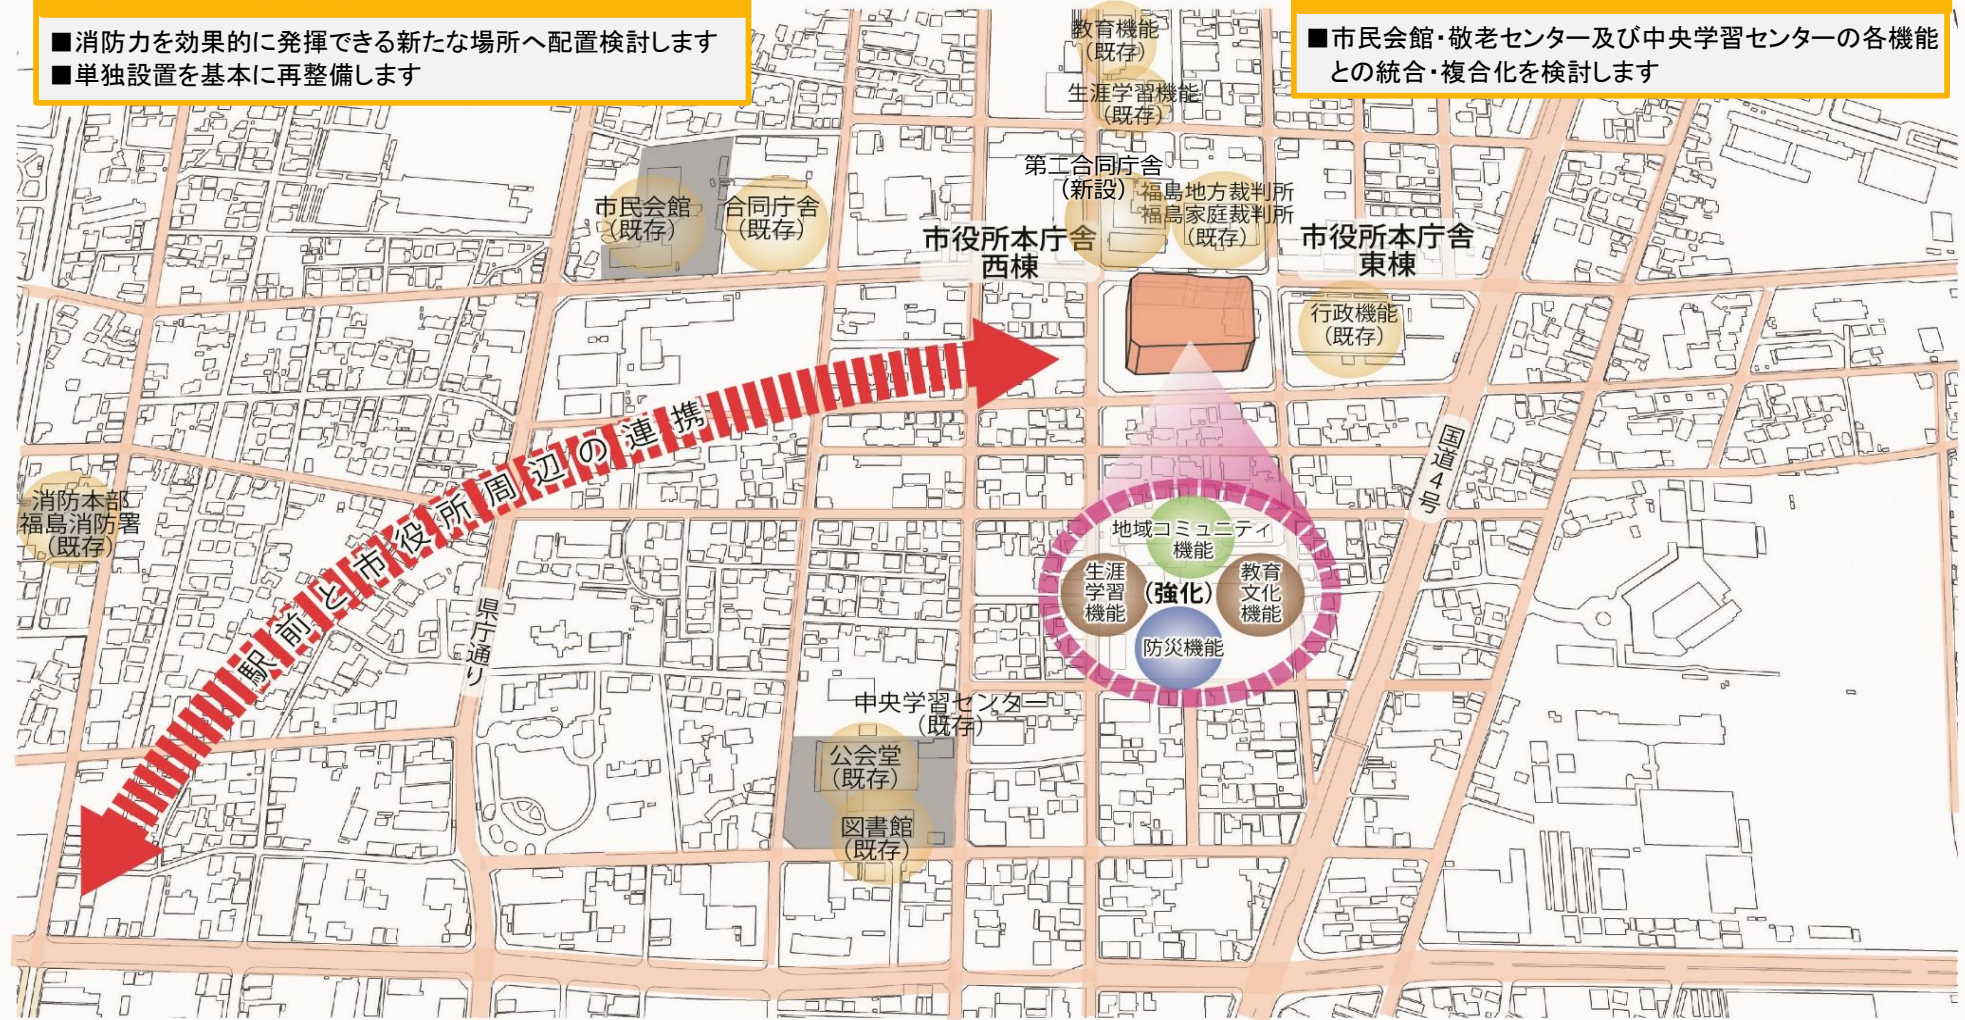 ■消防力を効果的に発揮できる新たな場所へ配置検討します
■単独設置を基本に再整備します
■市民会館・敬老センター及び中央学習センターの各機能
との統合・複合化を検討します
教育機能
(既存)
生涯学習機能
(既存)
第二合同庁舎
(新設)
福島地方裁判所
福島家庭裁判所
(既存)
市民会館
(既存)
合同庁舎
(既存)
市役所本庁舎
西棟
市役所本庁舎
東棟
行政機能
(既存)
駅前と市役所周辺の連携
国道4号
消防本部
福島消防署
(既存)
県庁通り
地域コミュニティ
機能
生涯
学習
機能
(強化)
教育
文化
機能
防災機能
中央学習センター
(既存)
公会堂
(既存)
図書館
(既存)